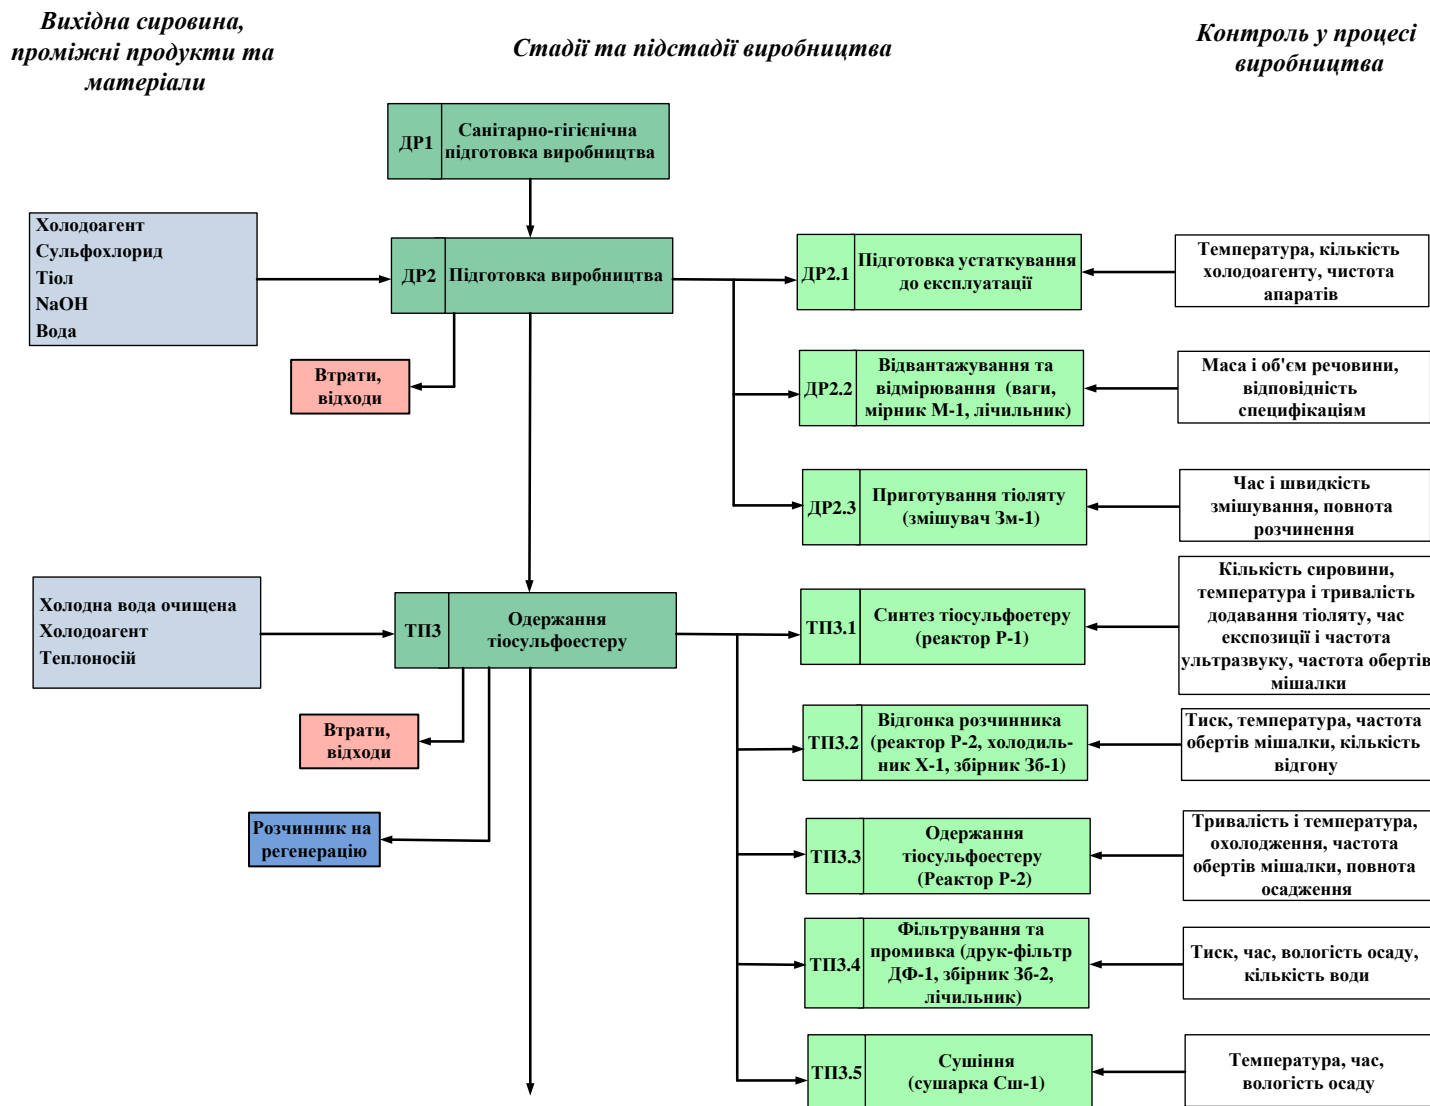 Вихідна сировина,
проміжні продукти та
матеріали
Стадії та підстадії виробництва
Контроль у процесі
виробництва
ДР1
Санітарно-гігієнічна
підготовка виробництва
Холодоагент
Сульфохлорид
Тіол
NaOH
Вода
ДР2
Підготовка виробництва
ДР2.1
Підготовка устаткування
до експлуатації
Температура, кількість
холодоагенту, чистота
апаратів
Втрати,
відходи
ДР2.2
Відвантажування та
відмірювання (ваги,
мірник М-1, лічильник)
Маса і об'єм речовини,
відповідність
специфікаціям
ДР2.3
Приготування тіоляту
(змішувач Зм-1)
Час і швидкість
змішування, повнота
розчинення
Холодна вода очищена
Холодоагент
Теплоносій
ТП3
Одержання
тіосульфоестеру
ТП3.1
Синтез тіосульфоетеру
(реактор Р-1)
Кількість сировини,
температура і тривалість
додавання тіоляту, час
експозиції і частота
ультразвуку, частота обертів
мішалки
Втрати,
відходи
ТП3.2
Відгонка розчинника
(реактор Р-2, холодиль-
ник Х-1, збірник Зб-1)
Тиск, температура, частота
обертів мішалки, кількість
відгону
Розчинник на
регенерацію
ТП3.3
Одержання
тіосульфоестеру
(Реактор Р-2)
Тривалість і температура,
охолодження, частота
обертів мішалки, повнота
осадження
ТП3.4
Фільтрування та
промивка (друк-фільтр
ДФ-1, збірник Зб-2,
лічильник)
Тиск, час, вологість осаду,
кількість води
ТП3.5
Сушіння
(сушарка Сш-1)
Температура, час,
вологість осаду